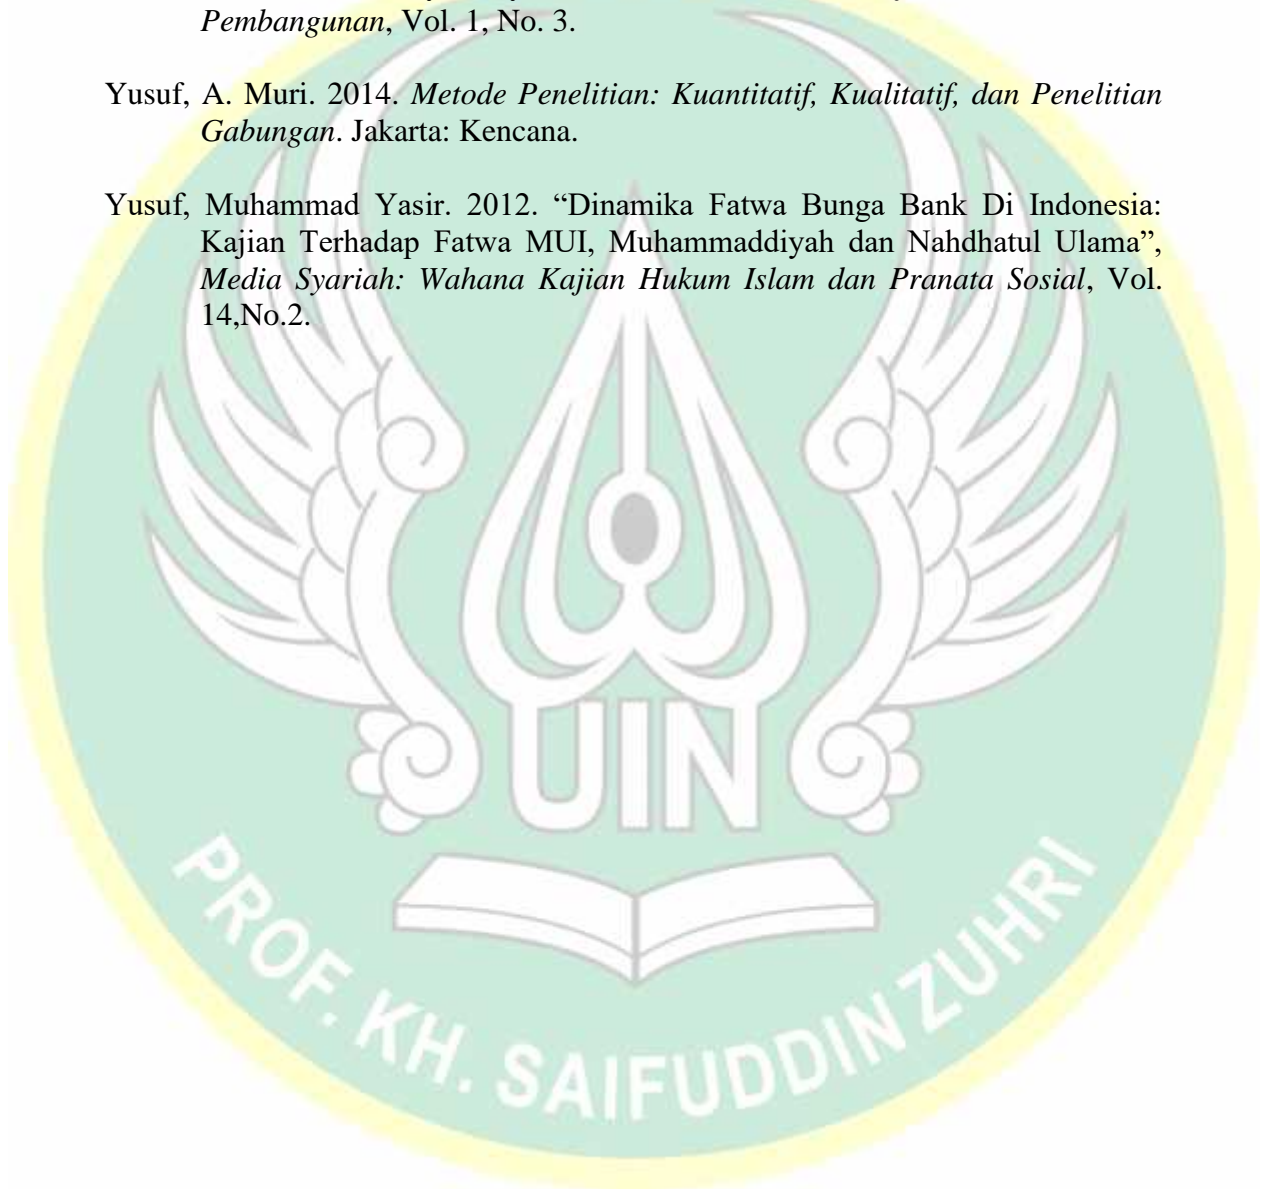 Pembangunan, Vol. 1, No. 3.
Yusuf, A. Muri. 2014. Metode Penelitian: Kuantitatif, Kualitatif, dan Penelitian
Gabungan. Jakarta: Kencana.
Yusuf, Muhammad Yasir. 2012. “Dinamika Fatwa Bunga Bank Di Indonesia:
Kajian Terhadap Fatwa MUI, Muhammaddiyah dan Nahdhatul Ulama”,
Media Syariah: Wahana Kajian Hukum Islam dan Pranata Sosial, Vol.
14,No.2.
UIN
PROF. KH. SAIFUDDIN ZUHRI